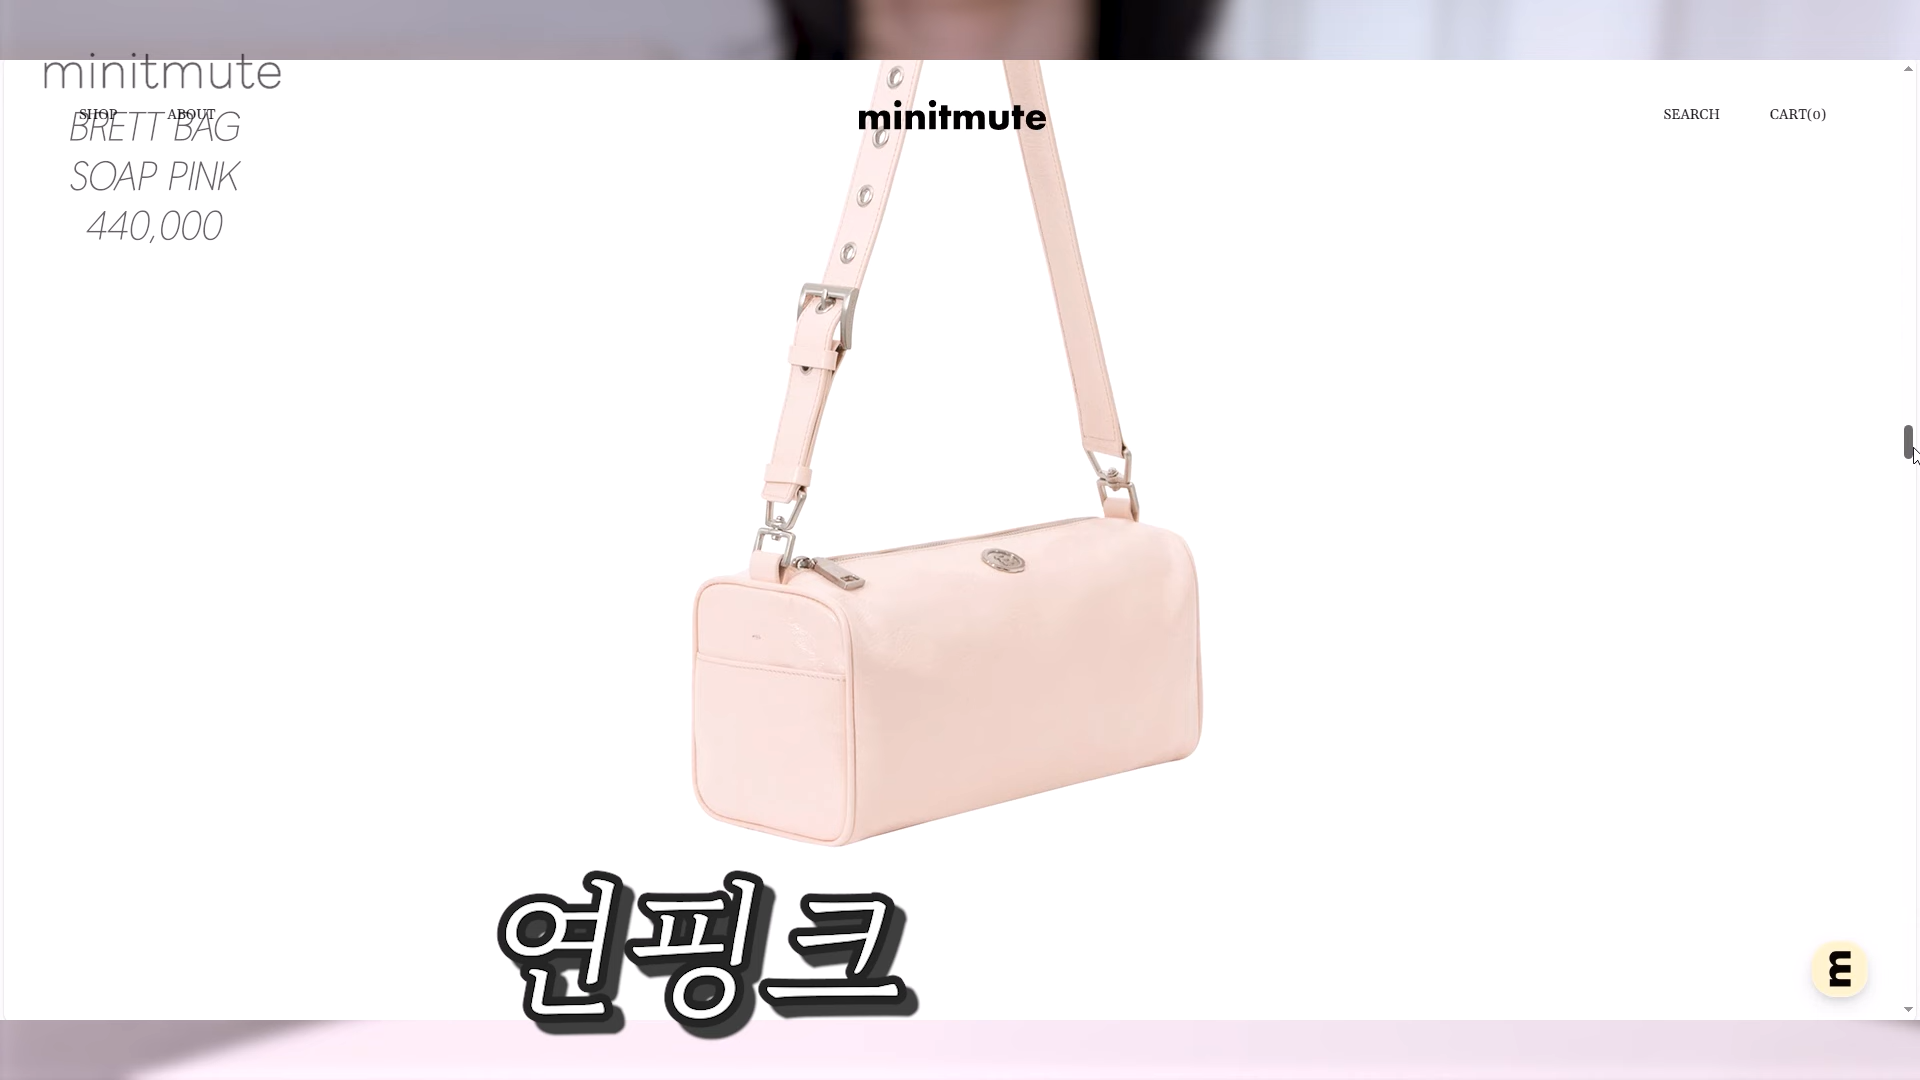 minitmute
SHOP ABOUT
minitmute
SEARCH CART(0)
BRETT BAG
SOAP PINK
440,000
연핑크
m